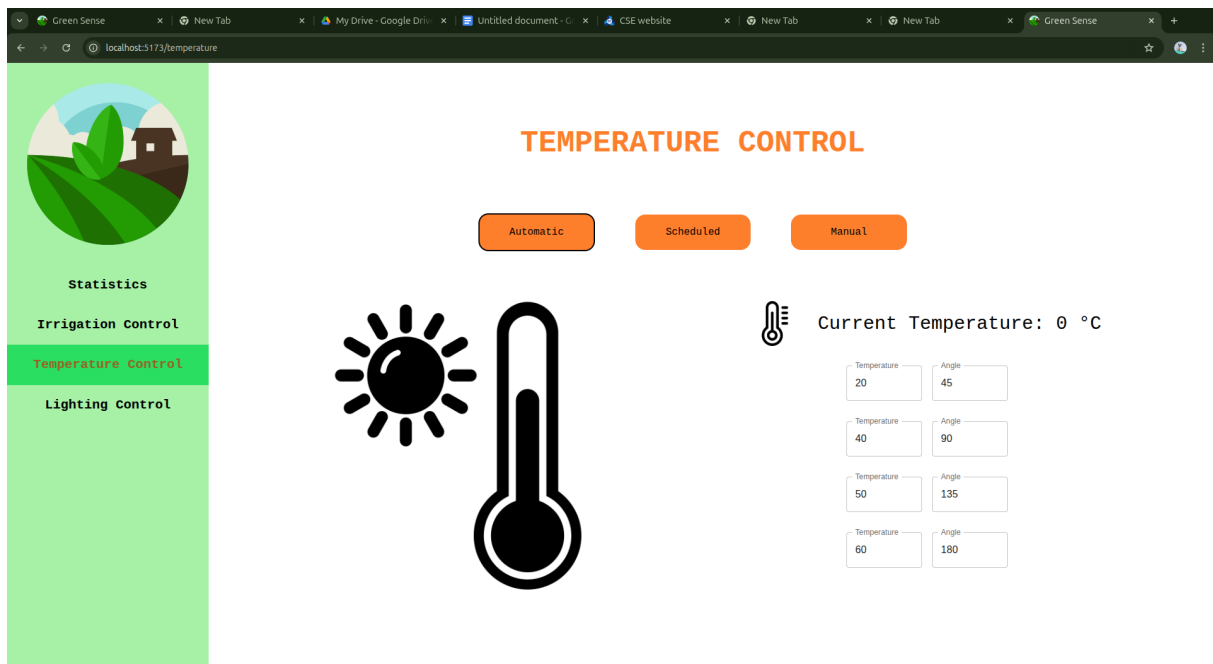 Green Sense
New Tab
My Drive - Google Driv
Untitled document - G
CSE website
New Tab
New Tab
Green Sense
localhost:5173/temperature
TEMPERATURE CONTROL
Automatic Scheduled Manual
Statistics
Irrigation Control
Temperature Control
Lighting Control
Current Temperature: 0 °C
Temperature Angle
20 45
Temperature Angle
40 90
Temperature Angle
50 135
Temperature Angle
60 180